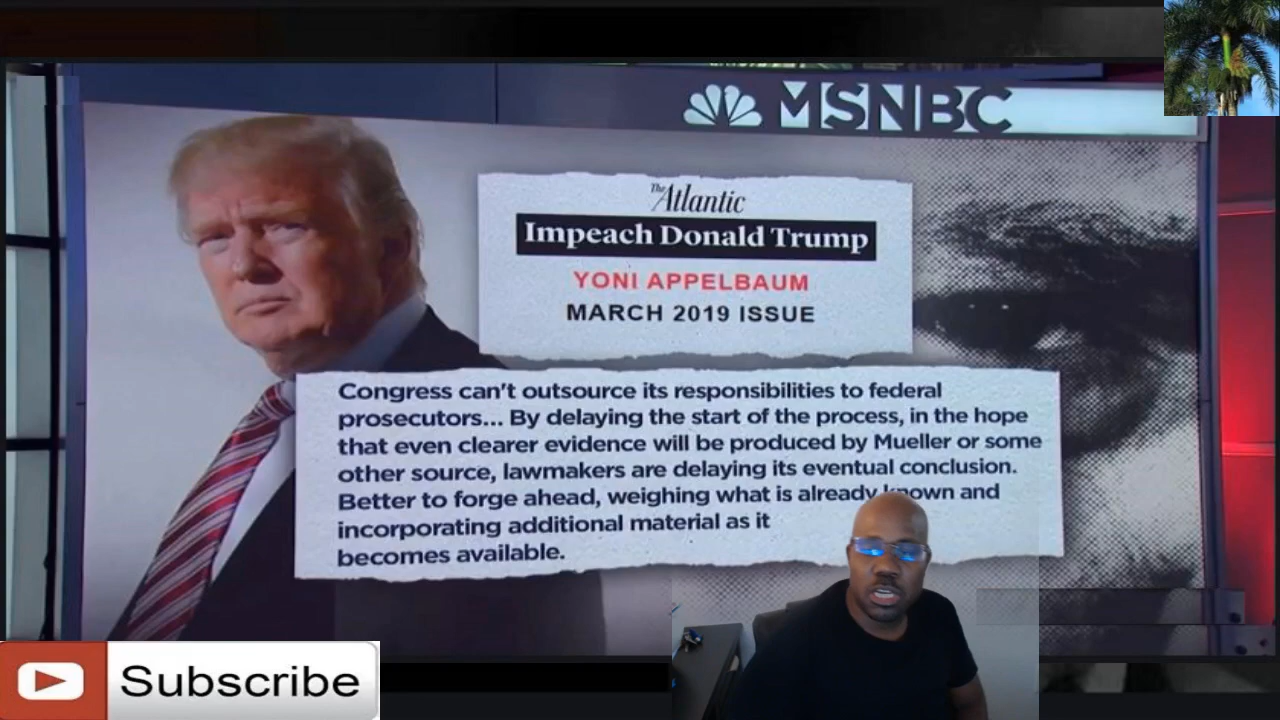 MSNBC
The Atlantic
Impeach Donald Trump
YONI APPELBAUM
MARCH 2019 ISSUE
Congress can't outsource its responsibilities to federal
prosecutors... By delaying the start of the process, in the hope
that even clearer evidence will be produced by Mueller or some
other source, lawmakers are delaying its eventual conclusion.
Better to forge ahead, weighing what is already known and
incorporating additional material as it
becomes available.
Subscribe